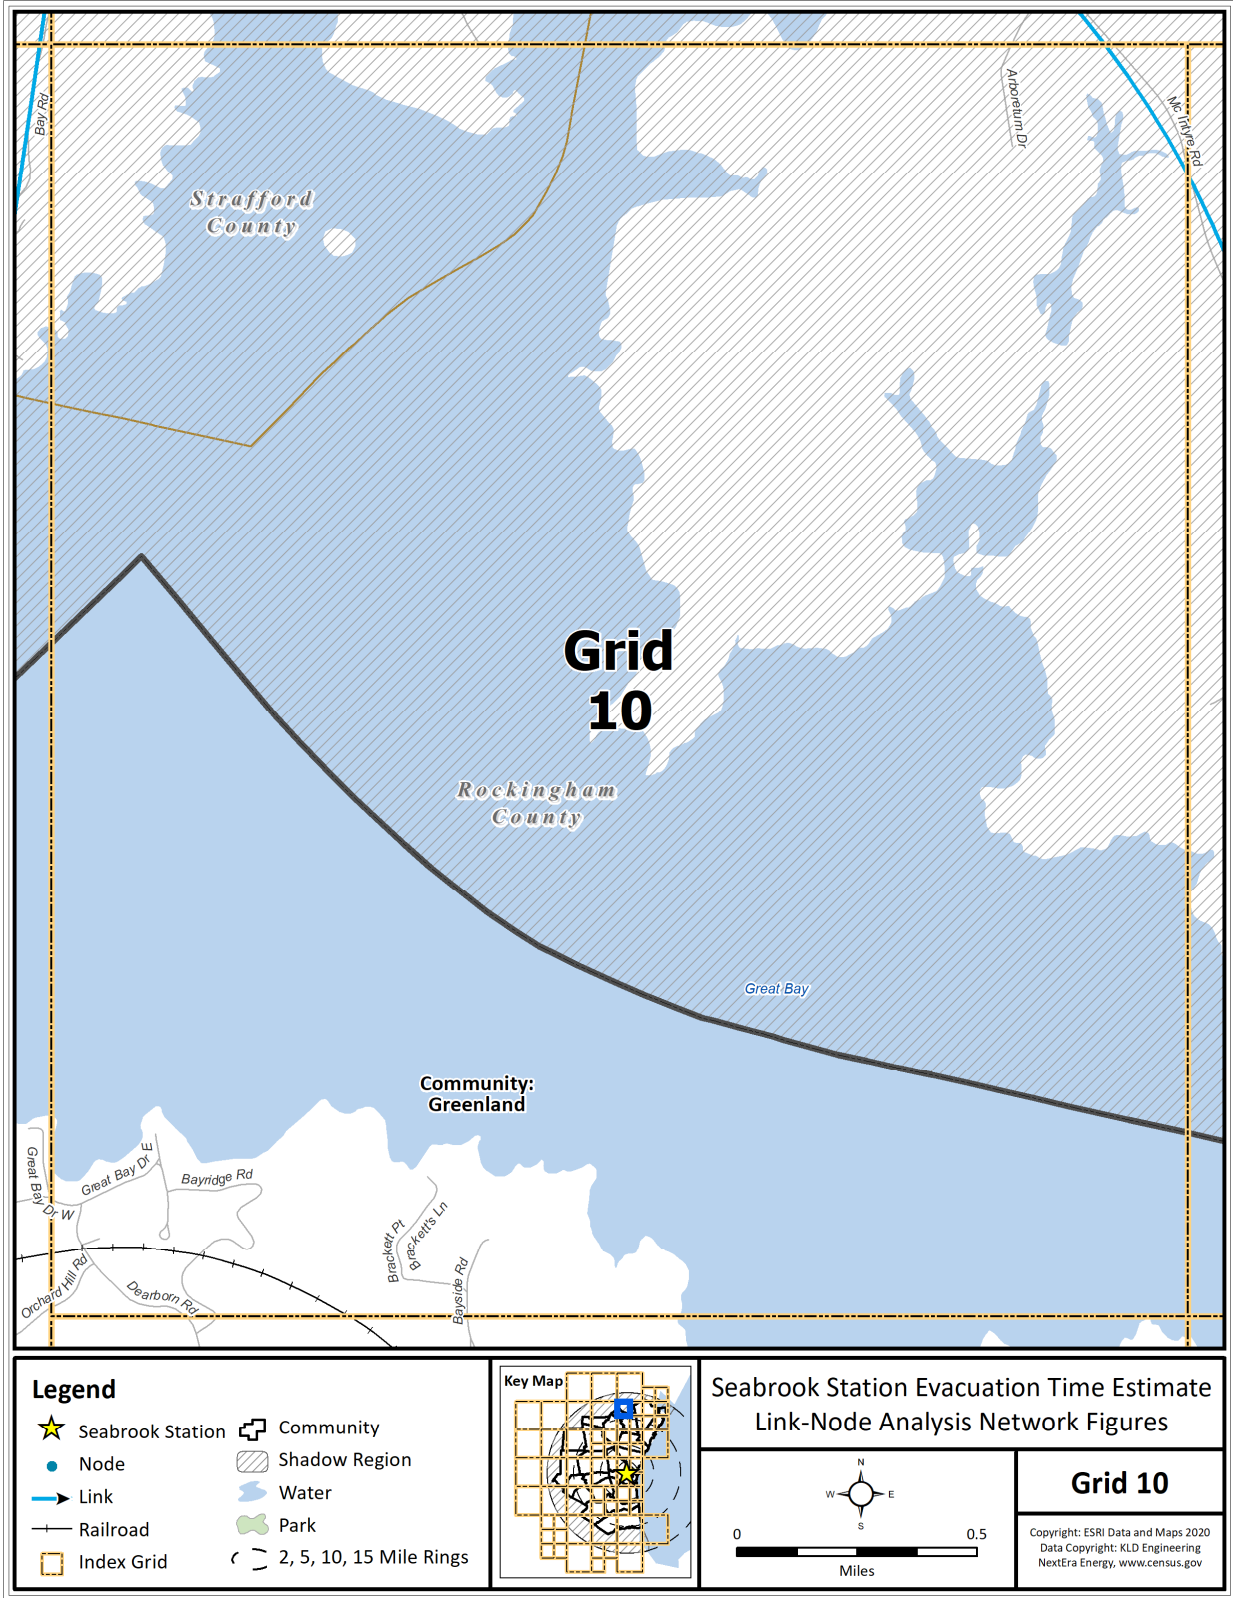 Bay Rd
Arboretum Dr
Mc Intyre Rd
Strafford
County
Grid
10
Rockingham
County
Great Bay
Community:
Greenland
Great Bay Dr W
Great Bay Dr E
Bayridge Rd
Brackett Pt
Brackett's Ln
Bayside Rd
Orchard Hill Rd
Dearborn Rd
Legend
Seabrook Station
Node
Link
Railroad
Index Grid
Community
Shadow Region
Water
Park
2, 5, 10, 15 Mile Rings
Key Map
Seabrook Station Evacuation Time Estimate
Link-Node Analysis Network Figures
N
W
E
S
0
0.5
Miles
Grid 10
Copyright: ESRI Data and Maps 2020
Data Copyright: KLD Engineering
NextEra Energy, www.census.gov